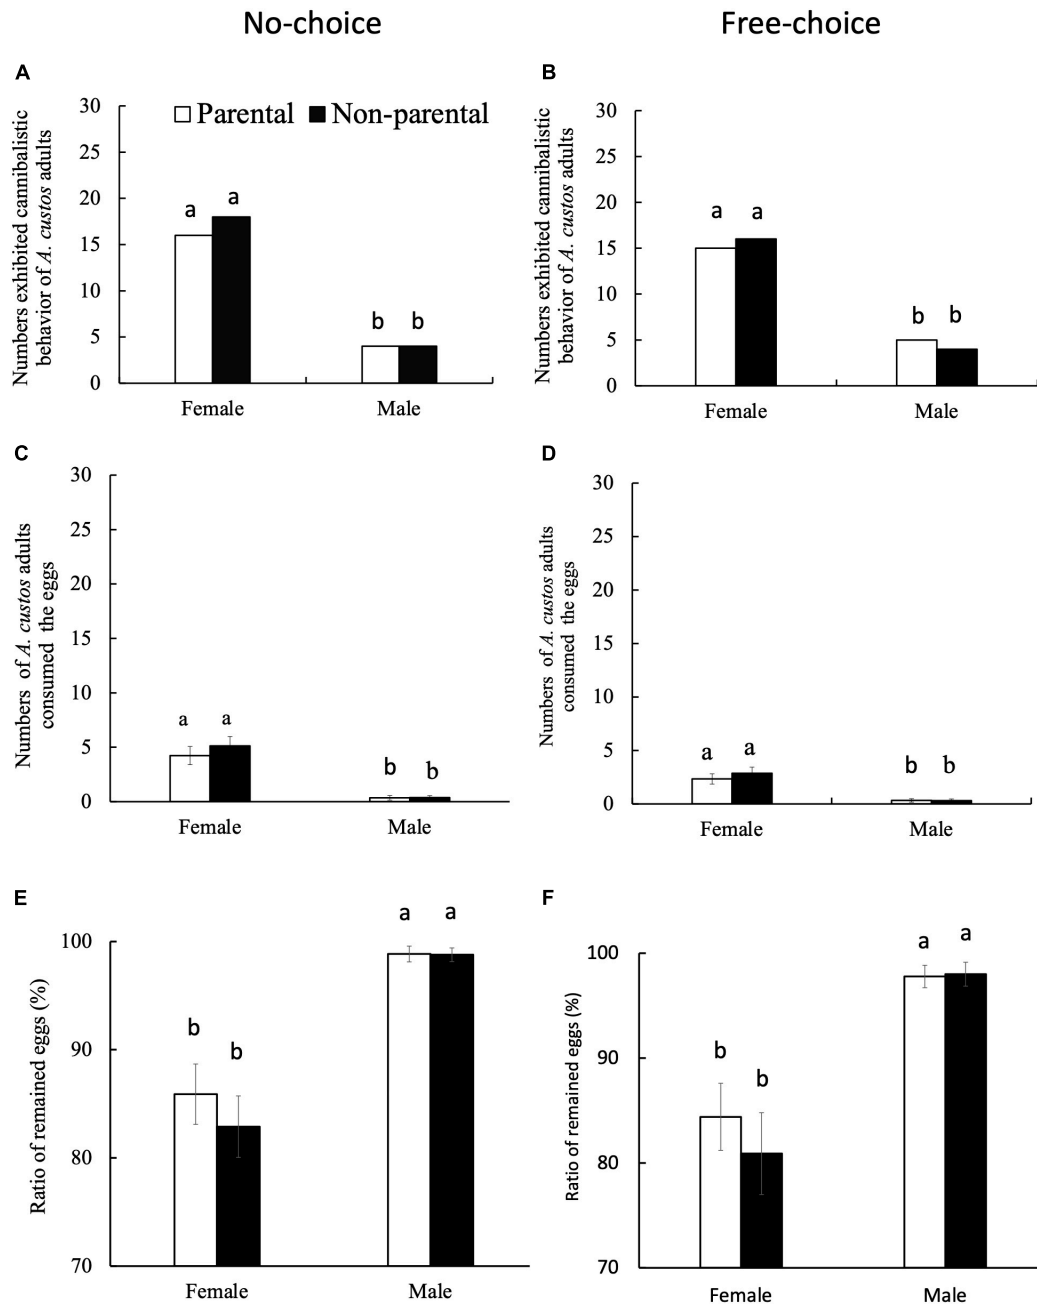 No-choice
Free-choice
A
Numbers exhibited cannibalistic
behavior of A. custos adults
30
25
20
15
10
5
0
Parental
Non-parental
a
a
b
b
Female
Male
B
Numbers exhibited cannibalistic
behavior of A. custos adults
30
25
20
15
10
5
0
a
a
b
b
Female
Male
C
Numbers of A. custos adults
consumed the eggs
30
25
20
15
10
5
0
a
a
b
b
Female
Male
D
Numbers of A. custos adults
consumed the eggs
30
25
20
15
10
5
0
a
a
b
b
Female
Male
E
Ratio of remained eggs (%)
100
90
80
70
b
b
a
a
Female
Male
F
Ratio of remained eggs (%)
100
90
80
70
b
b
a
a
Female
Male